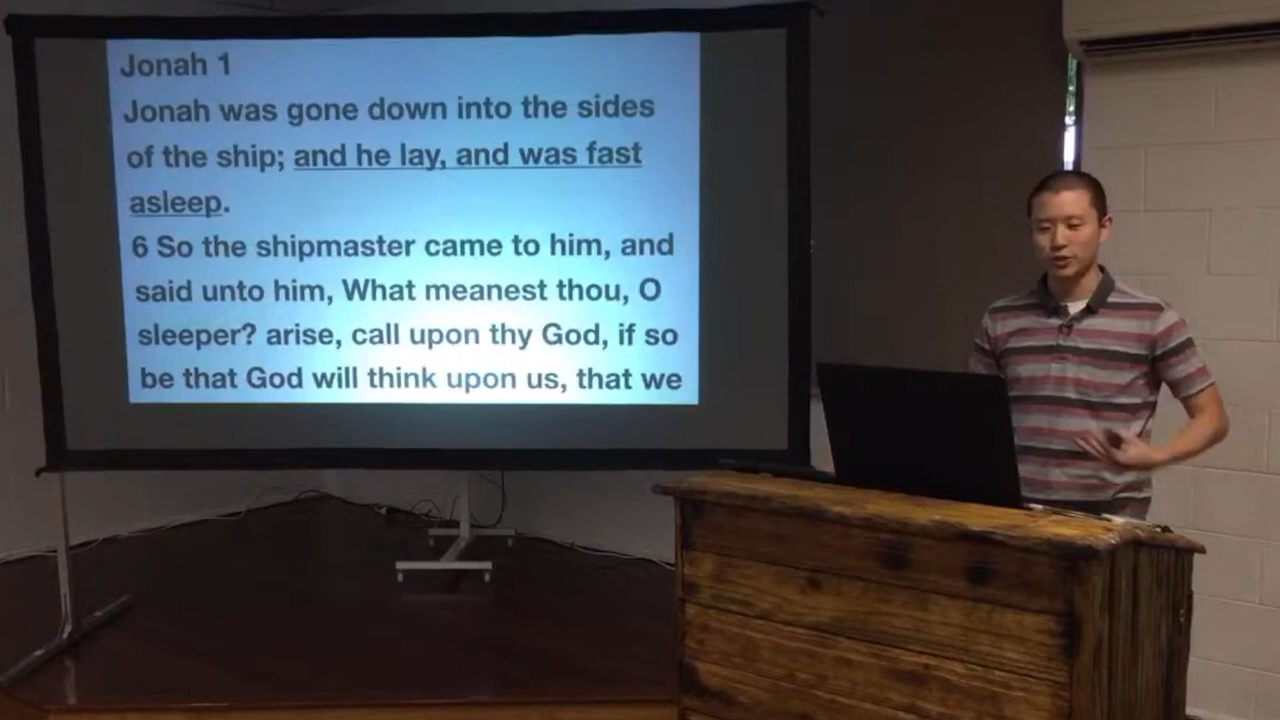 Jonah 1
Jonah was gone down into the sides
of the ship; and he lay, and was fast
asleep.
6 So the shipmaster came to him, and
said unto him, What meanest thou, O
sleeper? arise, call upon thy God, if so
be that God will think upon us, that we